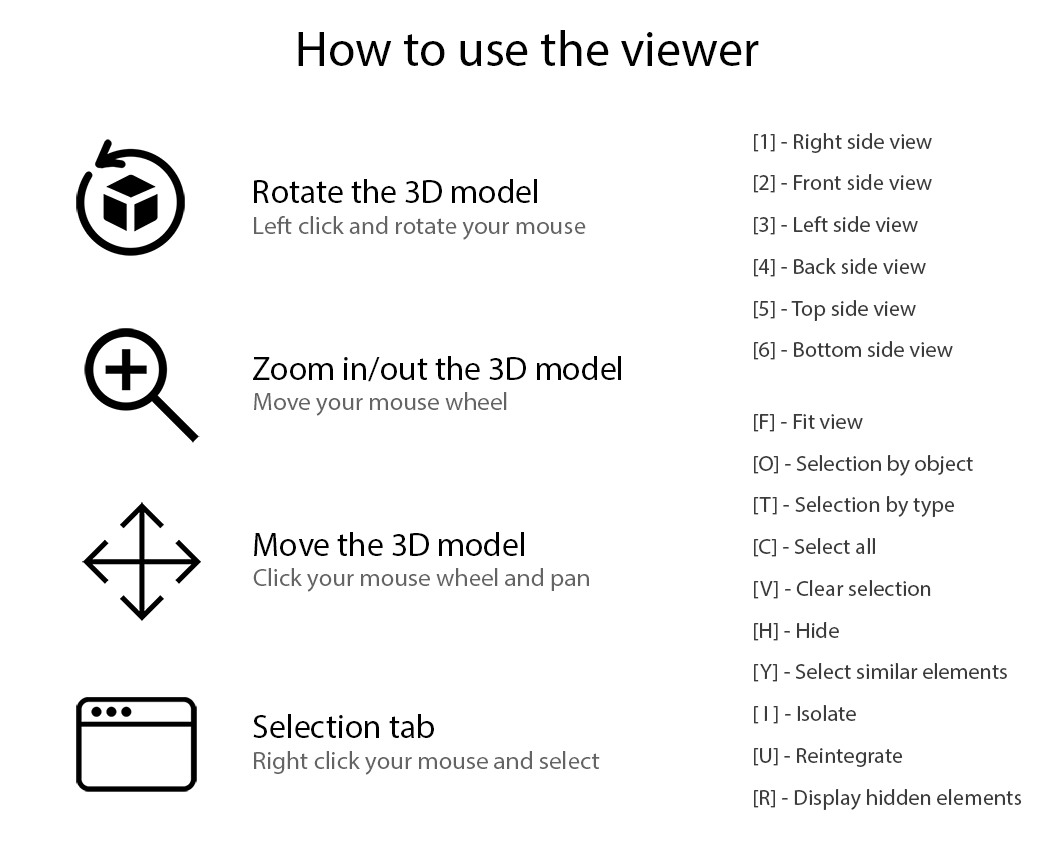 How to use the viewer
Rotate the 3D model
Left click and rotate your mouse
Zoom in/out the 3D model
Move your mouse wheel
Move the 3D model
Click your mouse wheel and pan
Selection tab
Right click your mouse and select
[1] - Right side view
[2] - Front side view
[3] - Left side view
[4] - Back side view
[5] - Top side view
[6] - Bottom side view
[F] - Fit view
[O] - Selection by object
[T] - Selection by type
[C] - Select all
[V] - Clear selection
[H] - Hide
[Y] - Select similar elements
[ I ] - Isolate
[U] - Reintegrate
[R] - Display hidden elements